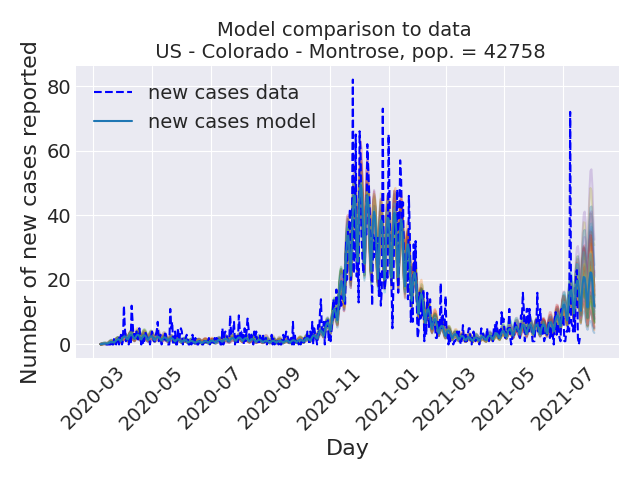 Model comparison to data
US - Colorado - Montrose, pop. = 42758
Number of new cases reported
80
60
40
20
0
new cases data
new cases model
2020-03
2020-05
2020-07
2020-09
2020-11
2021-01
2021-03
2021-05
2021-07
Day